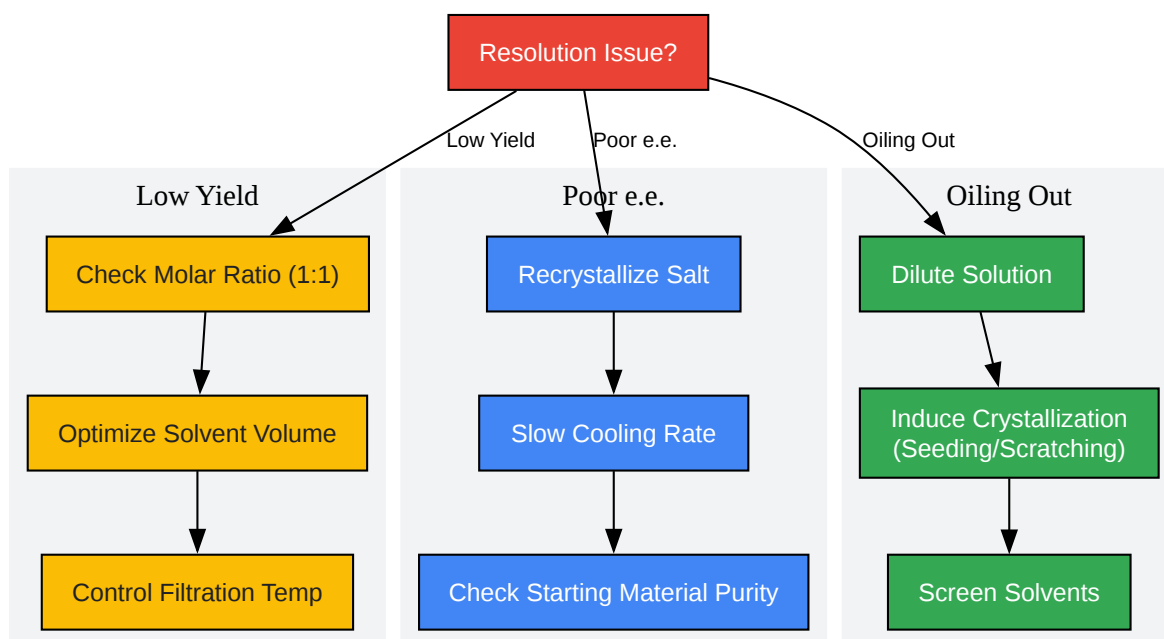 Resolution Issue?
Low Yield
Poor e.e.
Oiling Out
Low Yield
Check Molar Ratio (1:1)
Optimize Solvent Volume
Control Filtration Temp
Poor e.e.
Recrystallize Salt
Slow Cooling Rate
Check Starting Material Purity
Oiling Out
Dilute Solution
Induce Crystallization
(Seeding/Scratching)
Screen Solvents